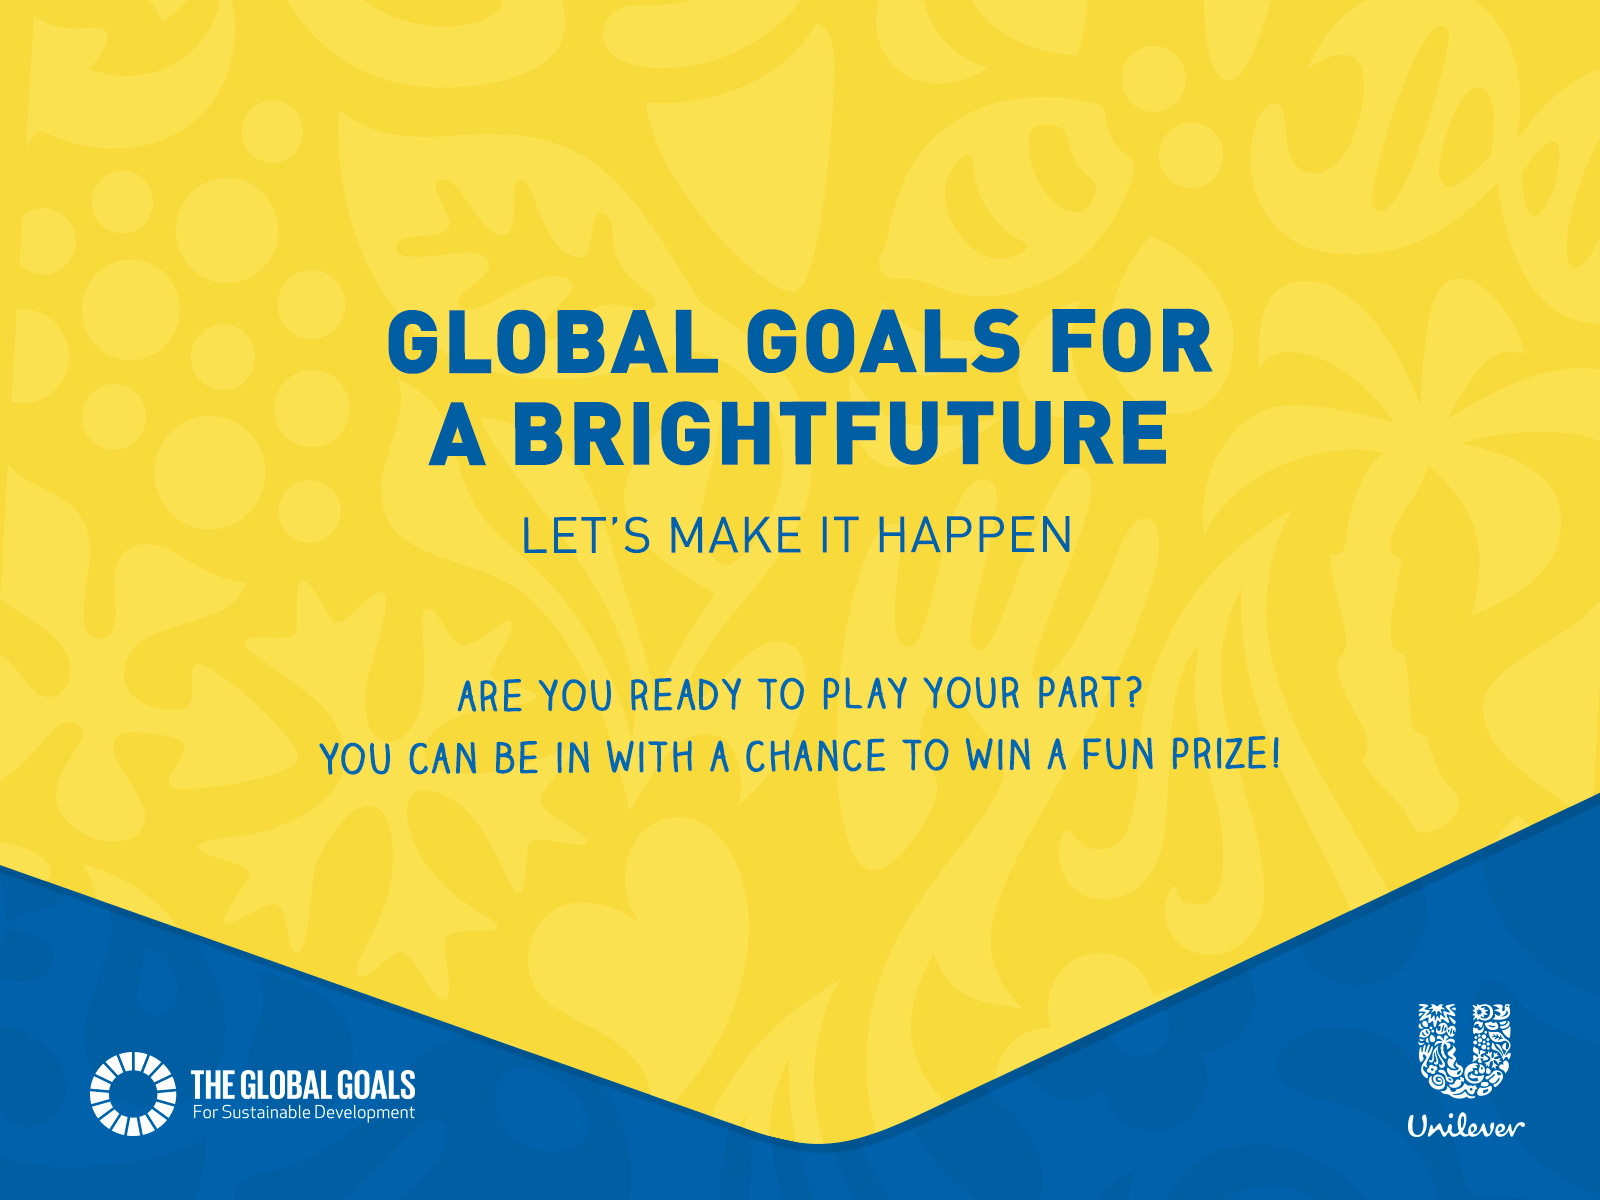 GLOBAL GOALS FOR
A BRIGHTFUTURE
LET'S MAKE IT HAPPEN
ARE YOU READY TO PLAY YOUR PART?
YOU CAN BE IN WITH A CHANCE TO WIN A FUN PRIZE!
THE GLOBAL GOALS
For Sustainable Development
Unilever